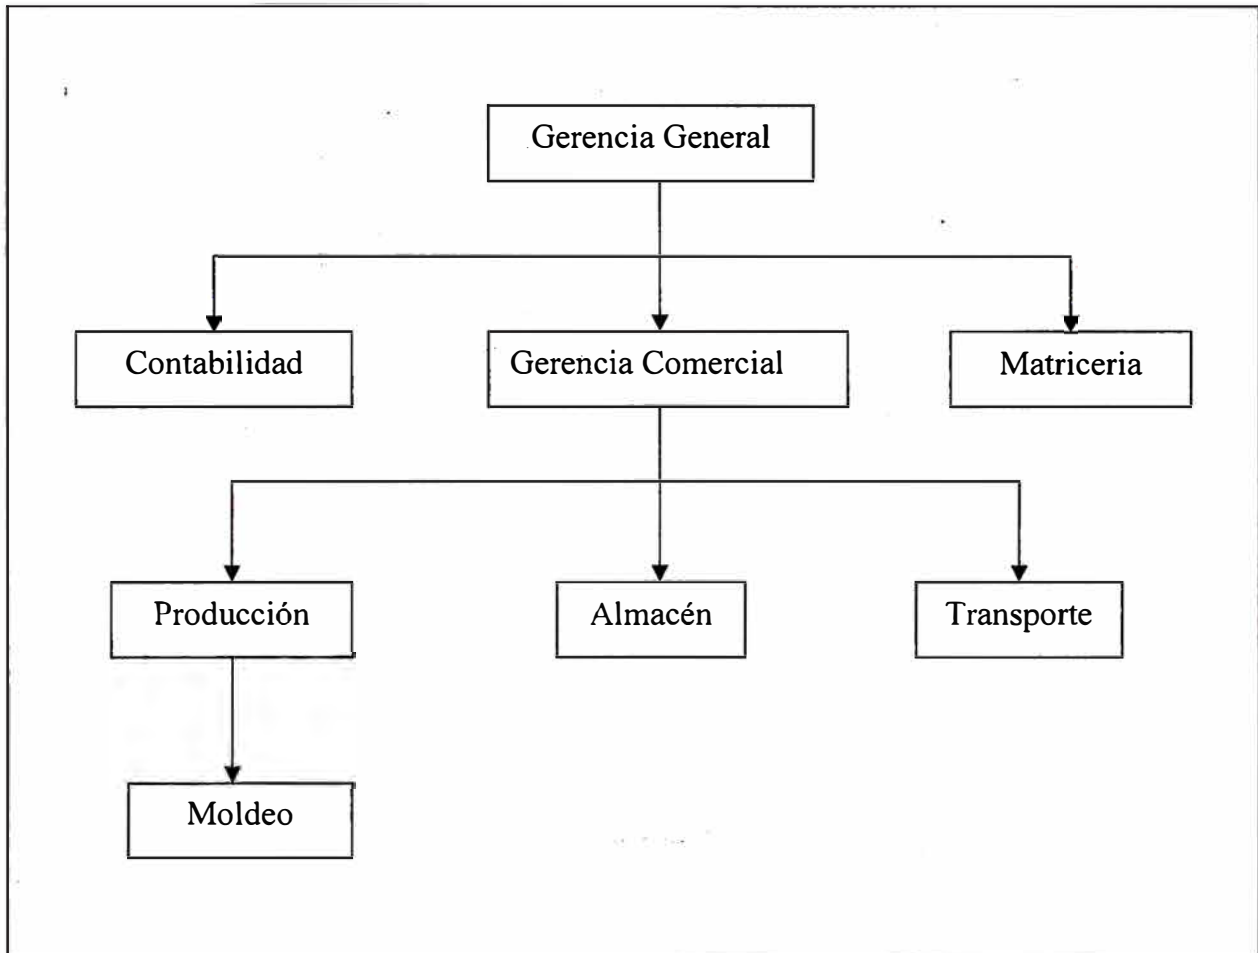 Gerencia General
Contabilidad
Gerencia Comercial
Matriceria
Producción
Almacén
Transporte
Moldeo